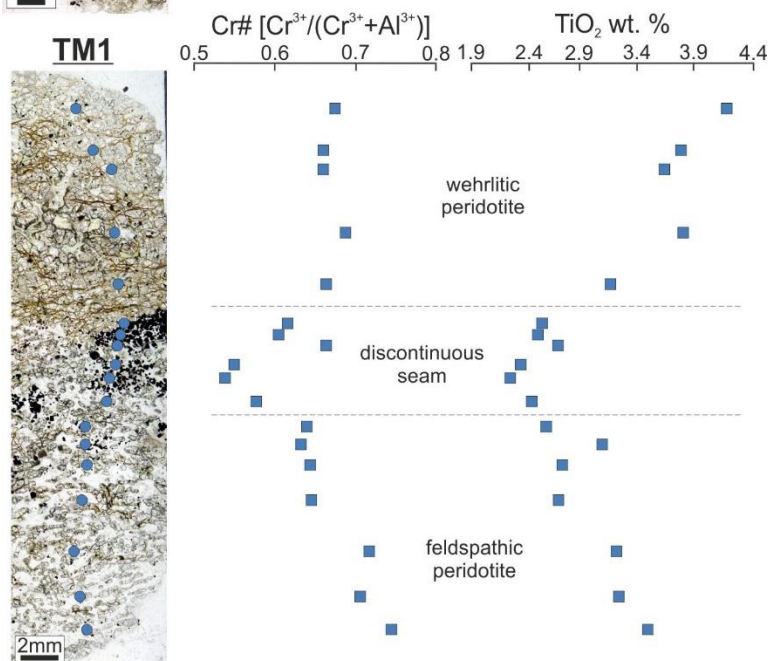 TM1
Cr# [Cr³⁺/(Cr³⁺+Al³⁺)]
TiO₂ wt. %
0.5 0.6 0.7 0.8
1.9 2.4 2.9 3.4 3.9 4.4
wehrlitic
peridotite
discontinuous
seam
feldspathic
peridotite
2mm